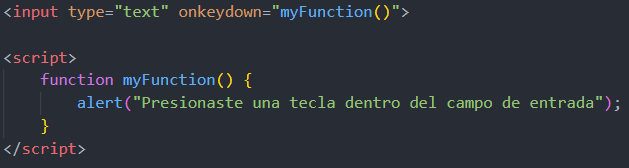 <input type="text" onkeydown="myFunction()">
<script>
function myFunction() {
alert("Presionaste una tecla dentro del campo de entrada");
}
</script>